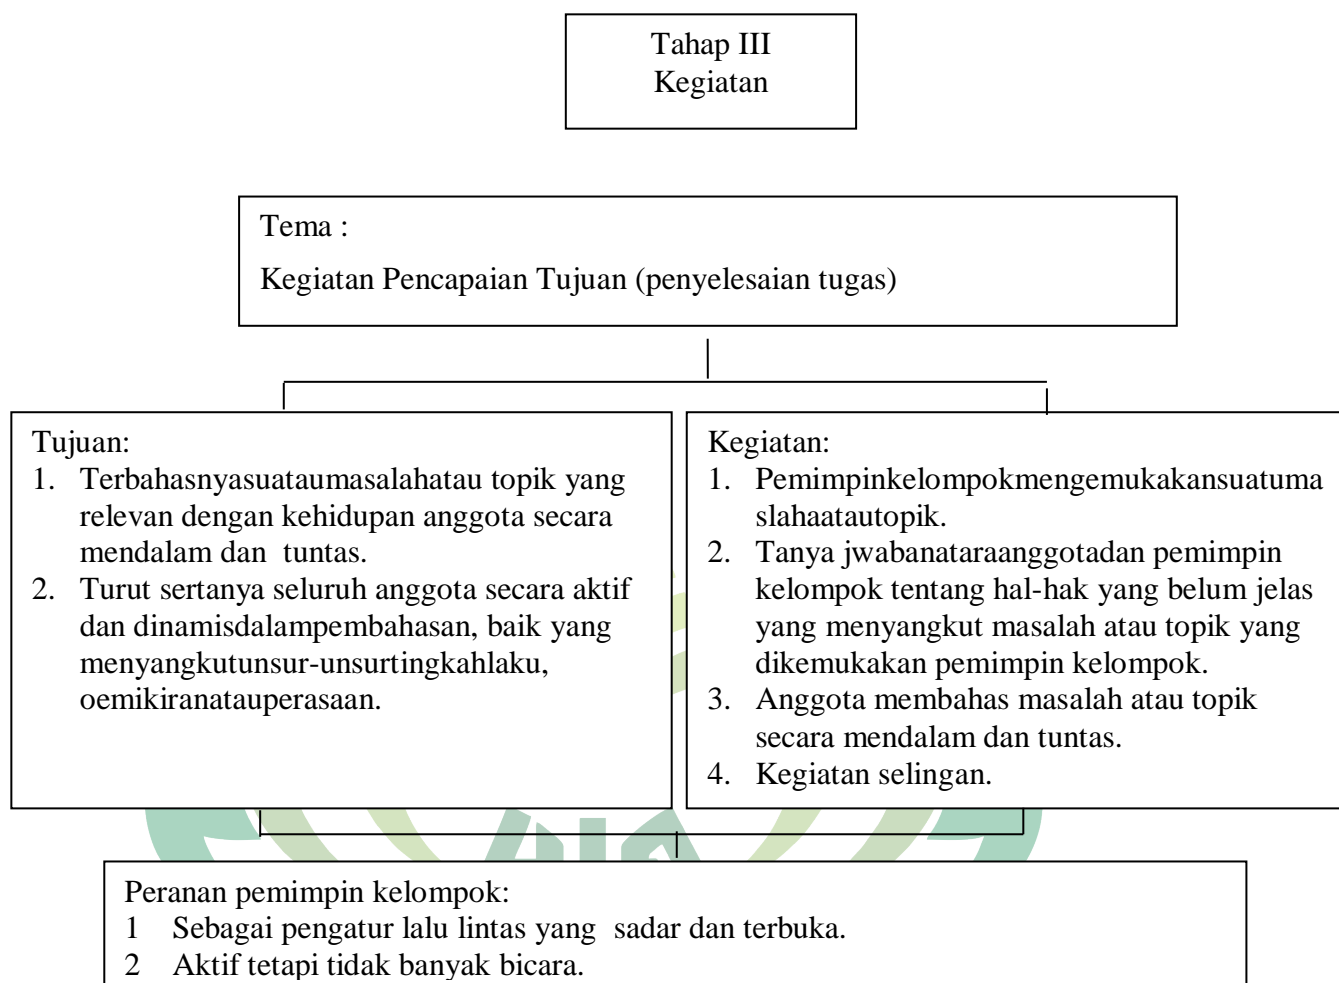 Tahap III
Kegiatan
Tema :
Kegiatan Pencapaian Tujuan (penyelesaian tugas)
Tujuan:
1. Terbahasnyasuataumasalahatau topik yang
relevan dengan kehidupan anggota secara
mendalam dan tuntas.
2. Turut sertanya seluruh anggota secara aktif
dan dinamisdalampembahasan, baik yang
menyangkutunsur-unsurtingkahlaku,
oemikiranatauperasaan.
Kegiatan:
1. Pemimpinkelompokmengemukakansuatuma
slahaatautopik.
2. Tanya jwabanataraanggotadan pemimpin
kelompok tentang hal-hak yang belum jelas
yang menyangkut masalah atau topik yang
dikemukakan pemimpin kelompok.
3. Anggota membahas masalah atau topik
secara mendalam dan tuntas.
4. Kegiatan selingan.
Peranan pemimpin kelompok:
1 Sebagai pengatur lalu lintas yang sadar dan terbuka.
2 Aktif tetapi tidak banyak bicara.